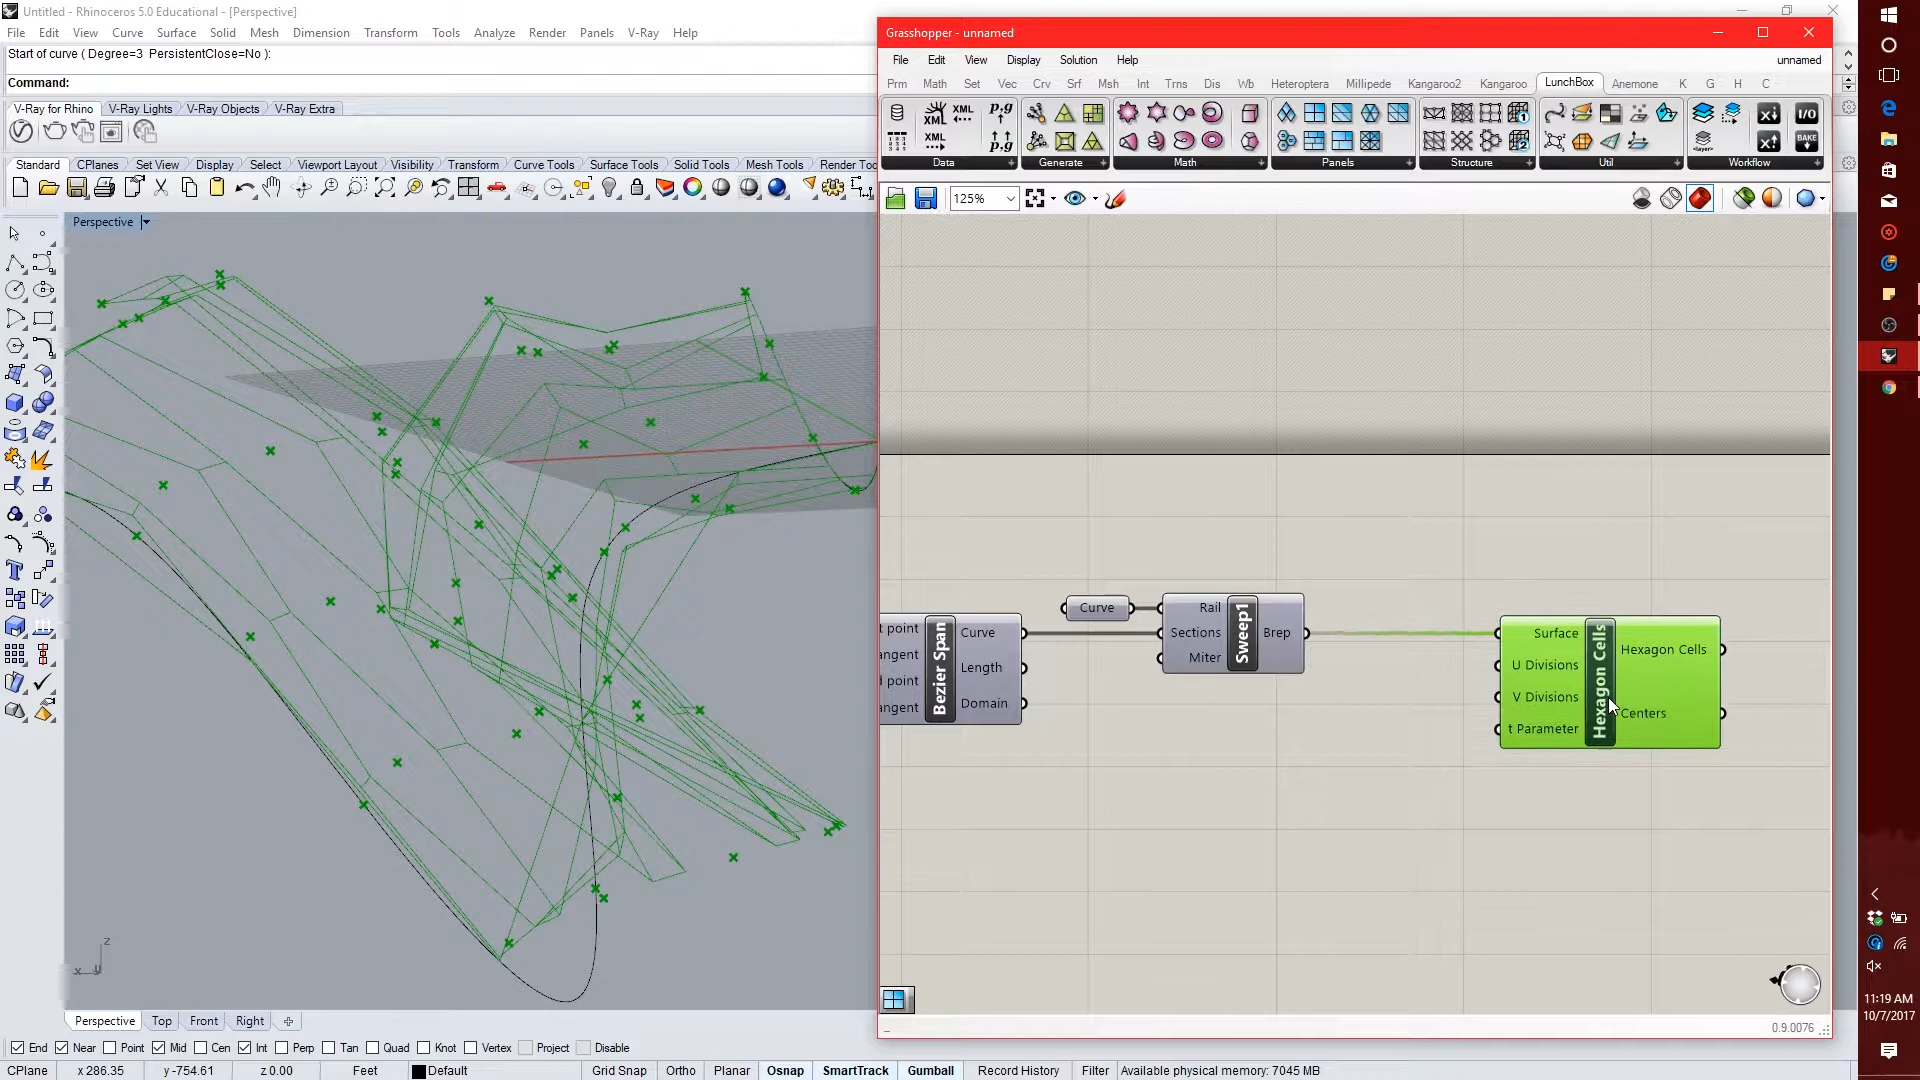 Untitled - Rhinoceros 5.0 Educational - [Perspective]
File Edit View Curve Surface Solid Mesh Dimension Transform Tools Analyze Render Panels V-Ray Help
Start of curve ( Degree=3 PersistentClose=No ):
Command:
V-Ray for Rhino V-Ray Lights V-Ray Objects V-Ray Extra
Standard CPlanes Set View Display Select Viewport Layout Visibility Transform Curve Tools Surface Tools Solid Tools Mesh Tools Render To
Perspective
z
x y
Perspective Top Front Right
End Near Point Mid Cen Int Perp Tan Quad Knot Vertex Project Disable
CPlane x 286.35 y -754.61 z 0.00 Feet Default Grid Snap Ortho Planar Osnap SmartTrack Gumball Record History Filter Available physical memory: 7045 MB
Grasshopper - unnamed
File Edit View Display Solution Help unnamed
Prm Math Set Vec Crv Srf Msh Int Trns Dis Wb Heteroptera Millipede Kangaroo2 Kangaroo LunchBox Anemone K G H C
XML XML p,g
XML p,g
1 2
I/O
BAKE
Data Generate Math Panels Structure Util Workflow
125%
t point
angent
d point
angent
Bezier Span
Curve
Length
Domain
Curve
Rail
Sections
Miter
Sweep1
Brep
Surface
U Divisions
V Divisions
t Parameter
Hexagon Cells
Hexagon Cells
Centers
0.9.0076
11:19 AM
10/7/2017